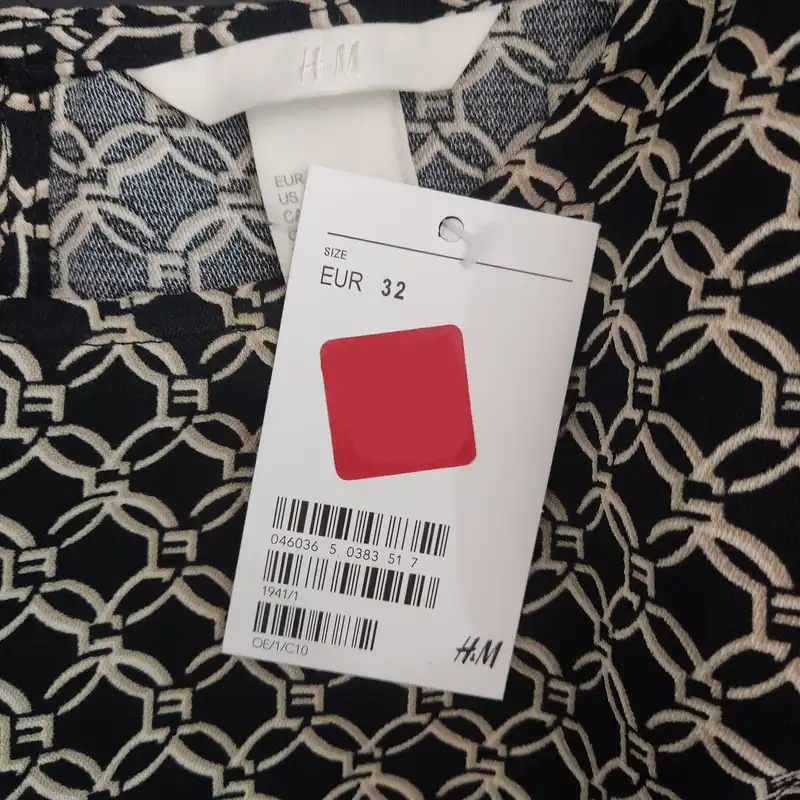 H&M
EUR
US
CA
SIZE
EUR 32
046036 5 0383 51 7
1941/1
OE/1/C10
H&M